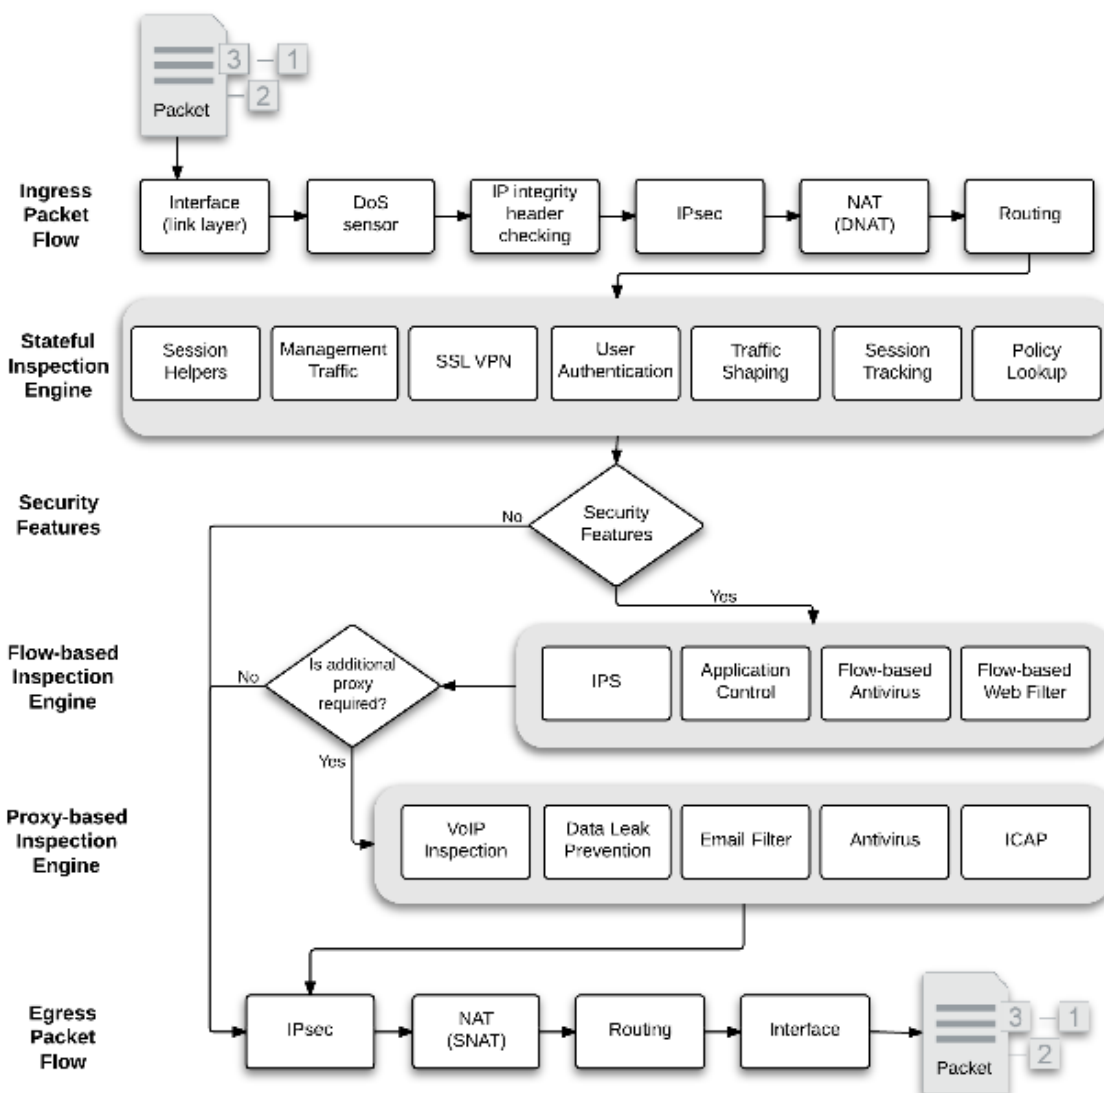 3
1
2
Packet
Ingress
Packet
Flow
Interface
(link layer)
DoS
sensor
IP integrity
header
checking
IPsec
NAT
(DNAT)
Routing
Stateful
Inspection
Engine
Session
Helpers
Management
Traffic
SSL VPN
User
Authentication
Traffic
Shaping
Session
Tracking
Policy
Lookup
Security
Features
No
Security
Features
Yes
Flow-based
Inspection
Engine
No
Is additional
proxy
required?
IPS
Application
Control
Flow-based
Antivirus
Flow-based
Web Filter
Yes
Proxy-based
Inspection
Engine
VoIP
Inspection
Data Leak
Prevention
Email Filter
Antivirus
ICAP
Egress
Packet
Flow
IPsec
NAT
(SNAT)
Routing
Interface
3
1
2
Packet